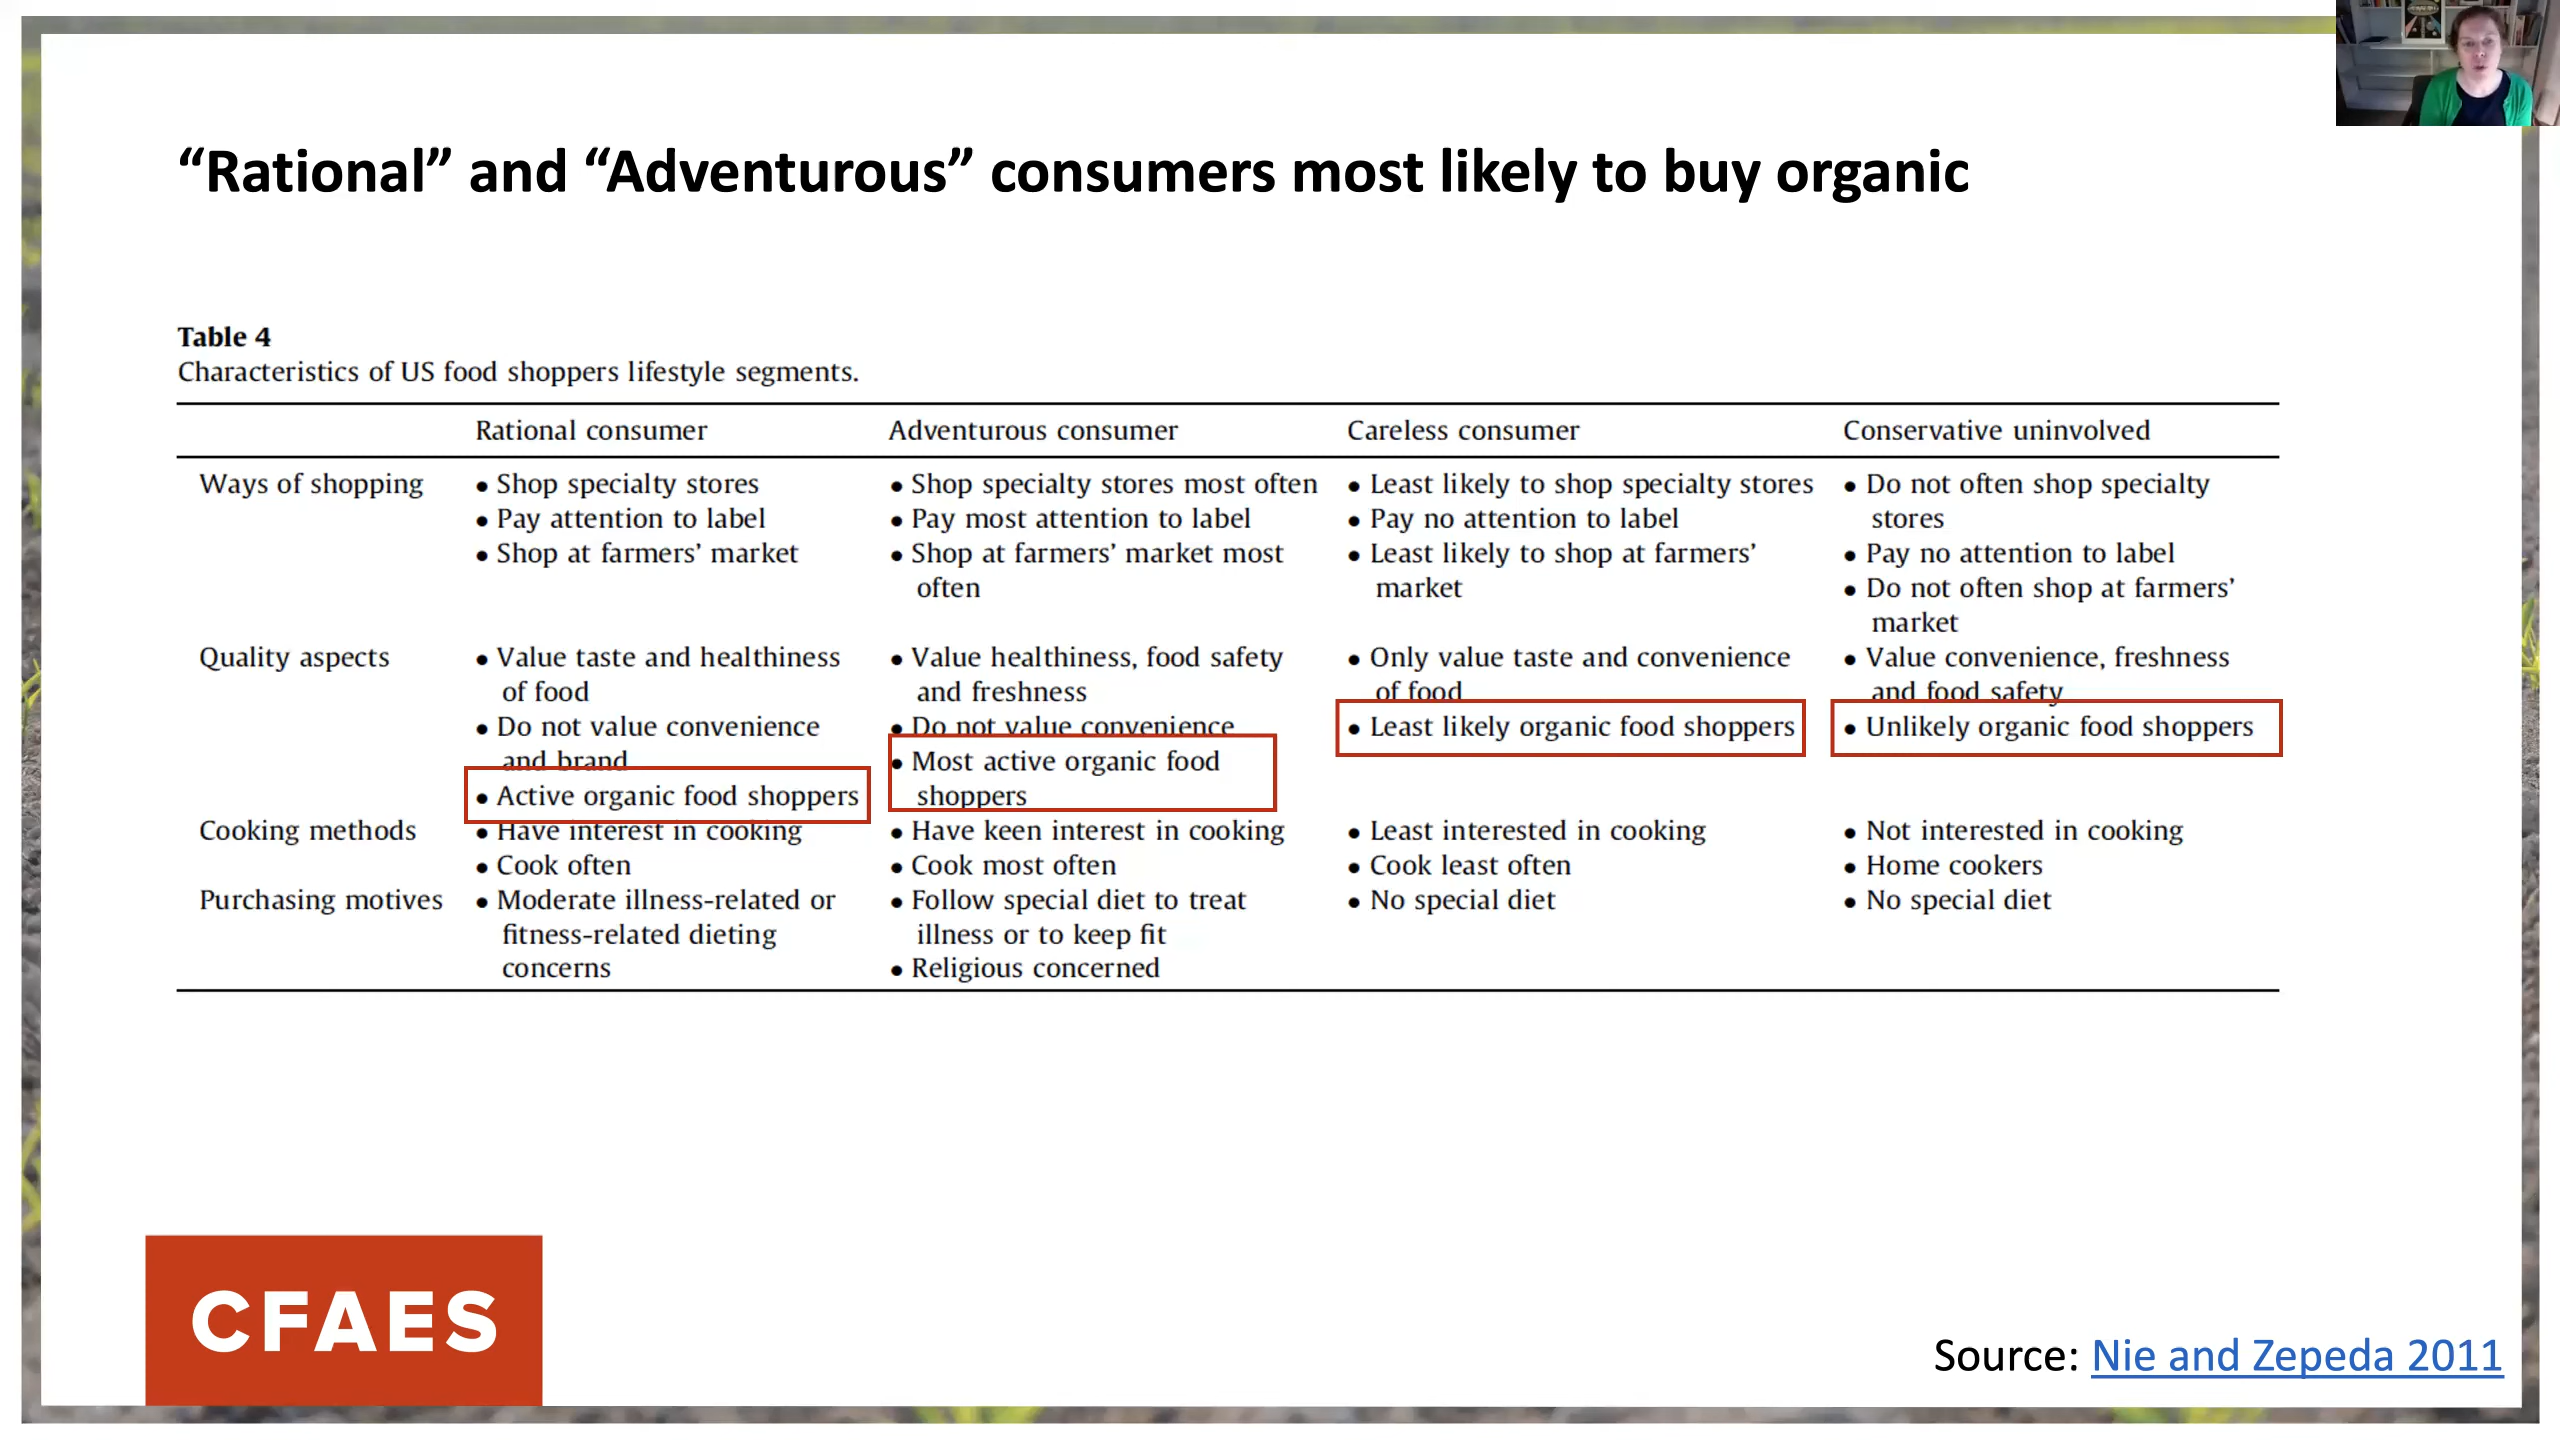 “Rational” and “Adventurous” consumers most likely to buy organic
Table 4
Characteristics of US food shoppers lifestyle segments.
Rational consumer
Adventurous consumer
Careless consumer
Conservative uninvolved
Ways of shopping
• Shop specialty stores
• Pay attention to label
• Shop at farmers’ market
• Shop specialty stores most often
• Pay most attention to label
• Shop at farmers’ market most
often
• Least likely to shop specialty stores
• Pay no attention to label
• Least likely to shop at farmers’
market
• Do not often shop specialty
stores
• Pay no attention to label
• Do not often shop at farmers’
market
Quality aspects
• Value taste and healthiness
of food
• Do not value convenience
and brand
• Active organic food shoppers
• Value healthiness, food safety
and freshness
• Do not value convenience
• Most active organic food
shoppers
• Only value taste and convenience
of food
• Least likely organic food shoppers
• Value convenience, freshness
and food safety
• Unlikely organic food shoppers
Cooking methods
• Have interest in cooking
• Cook often
• Have keen interest in cooking
• Cook most often
• Least interested in cooking
• Cook least often
• Not interested in cooking
• Home cookers
Purchasing motives
• Moderate illness-related or
fitness-related dieting
concerns
• Follow special diet to treat
illness or to keep fit
• Religious concerned
• No special diet
• No special diet
CFAES
Source: Nie and Zepeda 2011